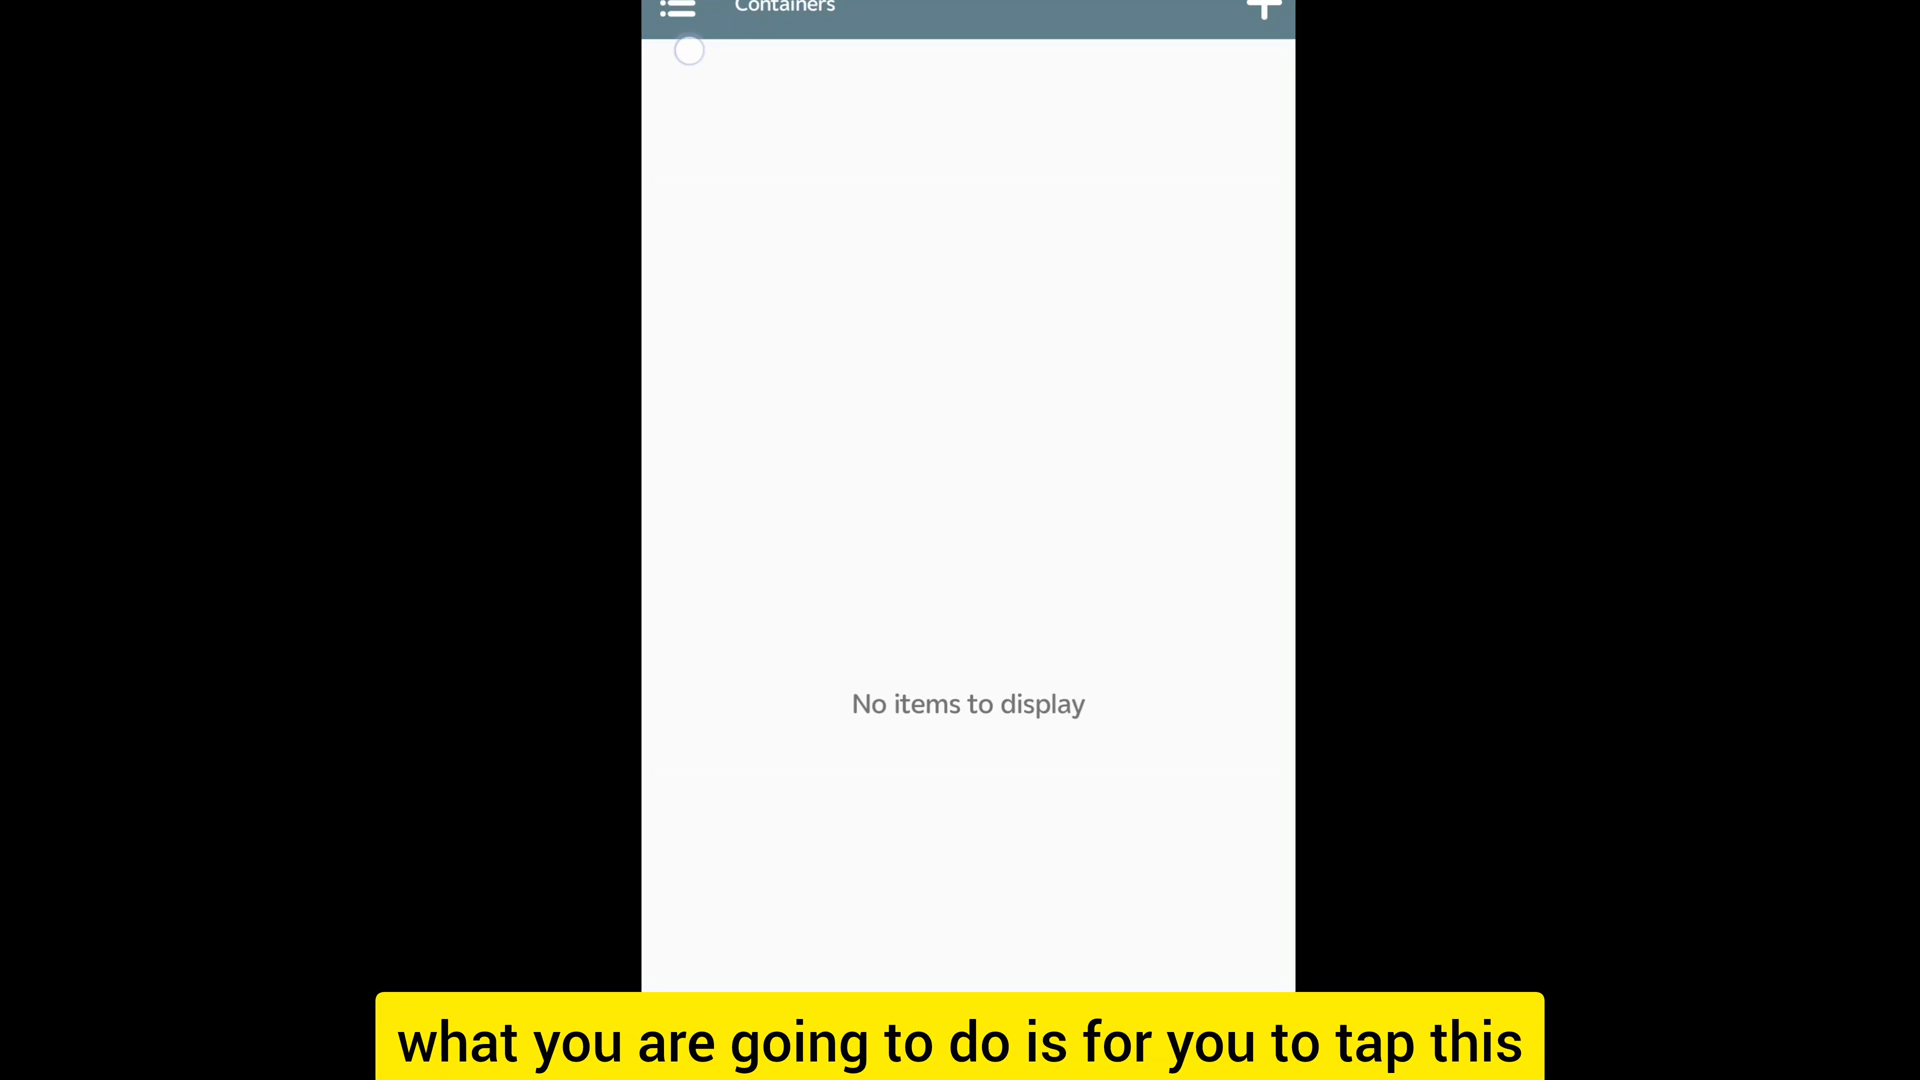 Containers
No items to display
what you are going to do is for you to tap this